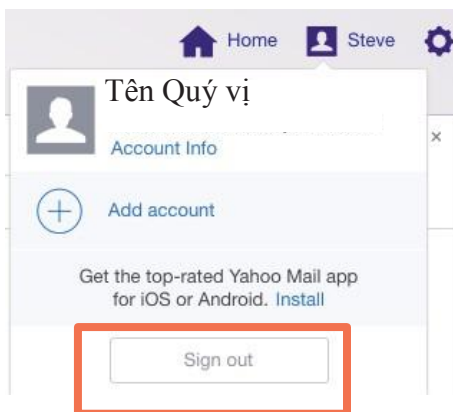 Home Steve
Tên Quý vị
Account Info
×
Add account
Get the top-rated Yahoo Mail app
for iOS or Android. Install
Sign out